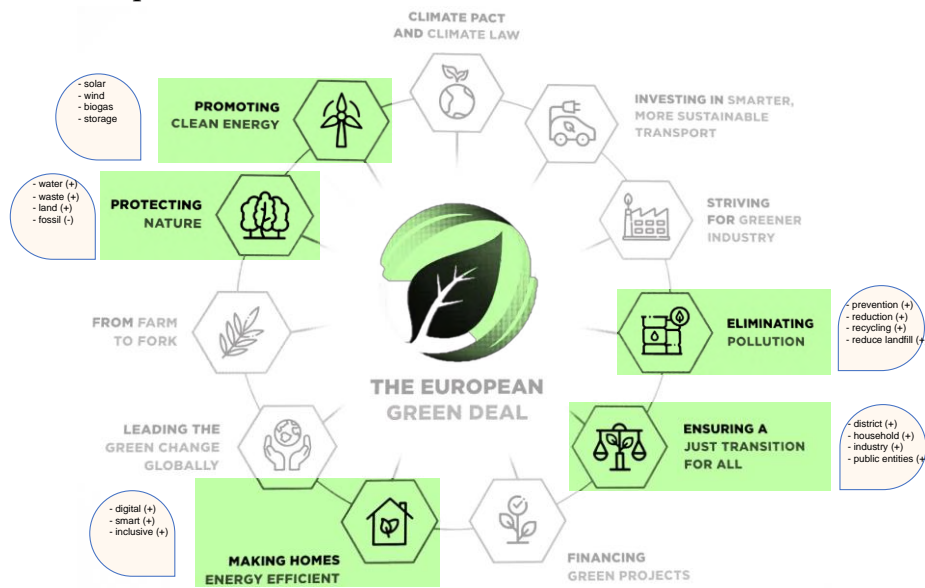 CLIMATE PACT
AND CLIMATE LAW
- solar
- wind
- biogas
- storage
PROMOTING
CLEAN ENERGY
INVESTING IN SMARTER,
MORE SUSTAINABLE
TRANSPORT
- water (+)
- waste (+)
- land (+)
- fossil (-)
PROTECTING
NATURE
STRIVING
FOR GREENER
INDUSTRY
FROM FARM
TO FORK
ELIMINATING
POLLUTION
- prevention (+)
- reduction (+)
- recycling (+)
- reduce landfill (+
THE EUROPEAN
GREEN DEAL
LEADING THE
GREEN CHANGE
GLOBALLY
ENSURING A
JUST TRANSITION
FOR ALL
- district (+)
- household (+)
- industry (+)
- public entities (+
- digital (+)
- smart (+)
- inclusive (+)
MAKING HOMES
ENERGY EFFICIENT
FINANCING
GREEN PROJECTS